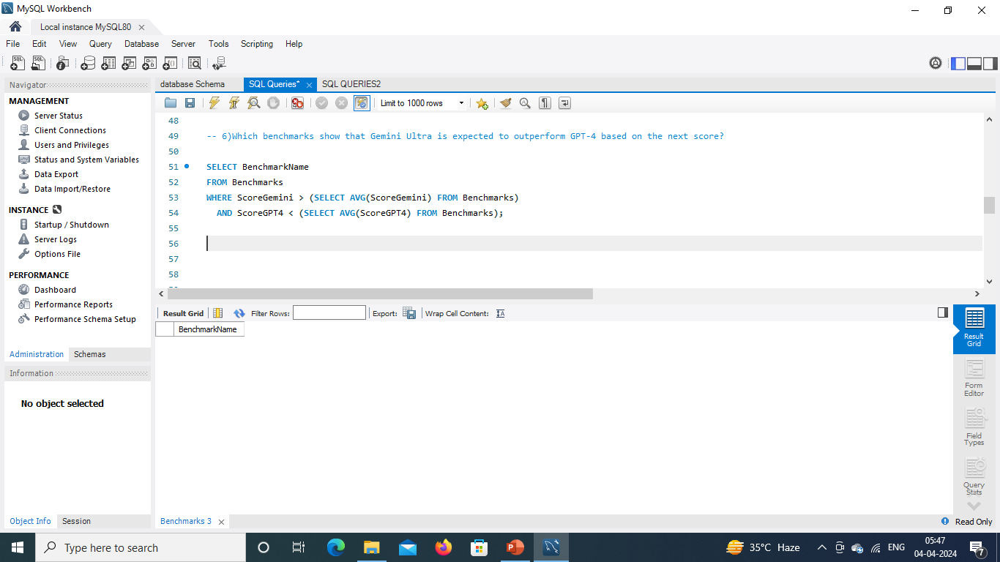 MySQL Workbench
Local instance MySQL80
File Edit View Query Database Server Tools Scripting Help
Navigator
MANAGEMENT
Server Status
Client Connections
Users and Privileges
Status and System Variables
Data Export
Data Import/Restore
INSTANCE
Startup / Shutdown
Server Logs
Options File
PERFORMANCE
Dashboard
Performance Reports
Performance Schema Setup
Administration Schemas
Information
No object selected
Object Info Session
database Schema SQL Queries* SQL QUERIES2
Limit to 1000 rows
48
49 -- 6)Which benchmarks show that Gemini Ultra is expected to outperform GPT-4 based on the next score?
50
51 SELECT BenchmarkName
52 FROM Benchmarks
53 WHERE ScoreGemini > (SELECT AVG(ScoreGemini) FROM Benchmarks)
54 AND ScoreGPT4 < (SELECT AVG(ScoreGPT4) FROM Benchmarks);
55
56
57
58
Result Grid Filter Rows: Export: Wrap Cell Content:
BenchmarkName
Result Grid
Form Editor
Field Types
Query Stats
Benchmarks 3
Read Only
Type here to search
35°C Haze
ENG
05:47
04-04-2024
7